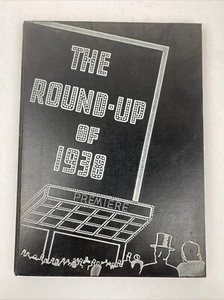 THE
ROUND-UP
OF
1938
PREMIERE